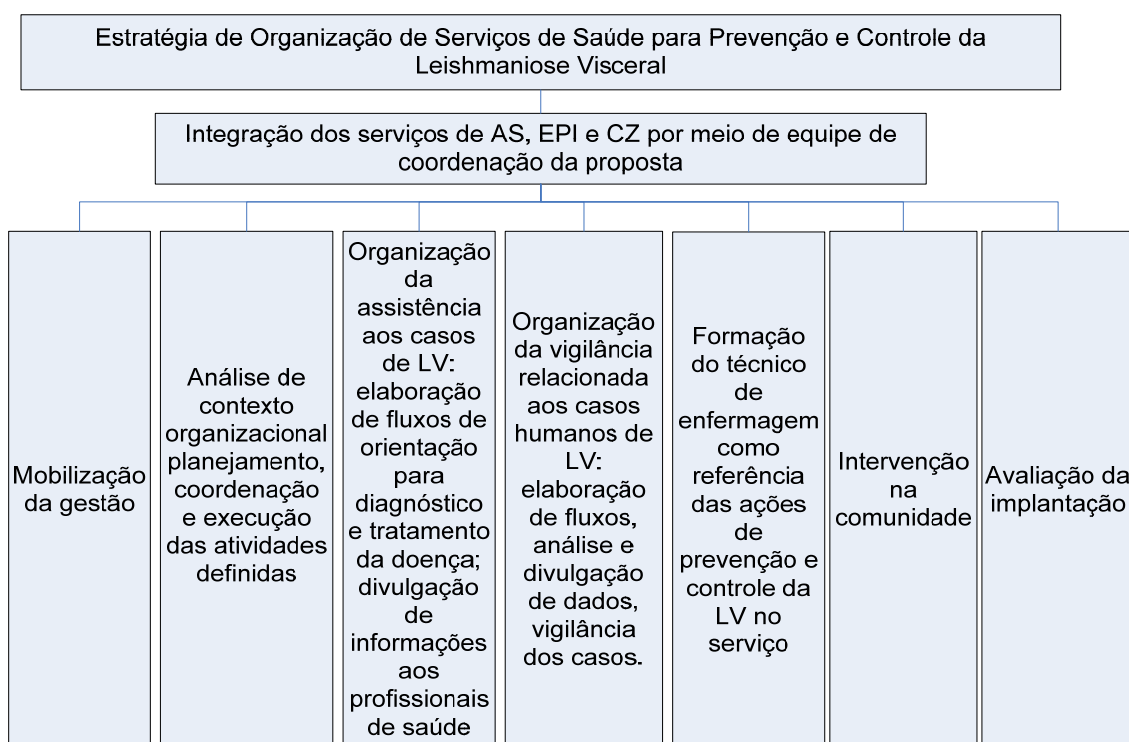 Estratégia de Organização de Serviços de Saúde para Prevenção e Controle da
Leishmaniose Visceral
Integração dos serviços de AS, EPI e CZ por meio de equipe de
coordenação da proposta
Mobilização
da gestão
Análise de
contexto
organizacional
planejamento,
coordenação
e execução
das atividades
definidas
Organização
da
assistência
aos casos
de LV:
elaboração
de fluxos de
orientação
para
diagnóstico
e tratamento
da doença;
divulgação
de
informações
aos
profissionais
de saúde
Organização
da vigilância
relacionada
aos casos
humanos de
LV:
elaboração
de fluxos,
análise e
divulgação
de dados,
vigilância
dos casos.
Formação
do técnico
de
enfermagem
como
referência
das ações
de
prevenção e
controle da
LV no
serviço
Intervenção
na
comunidade
Avaliação da
implantação